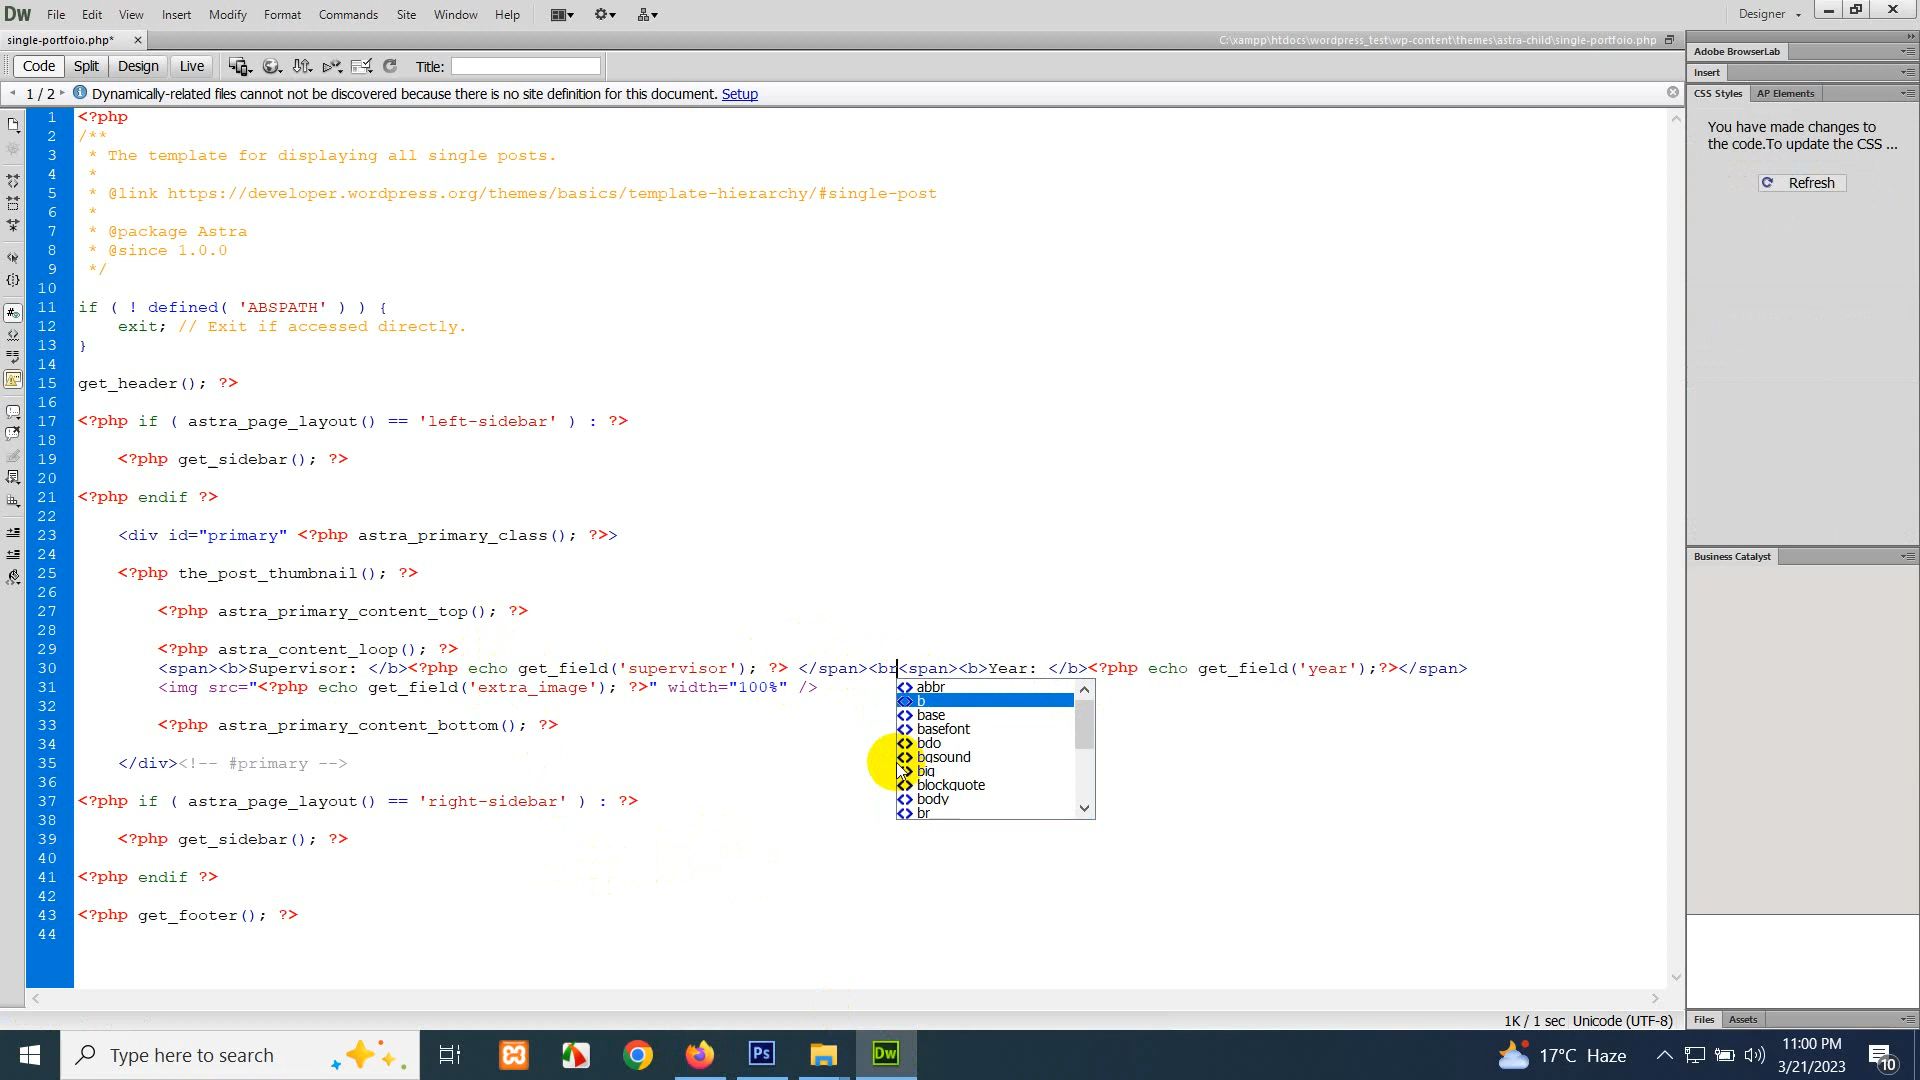 Dw File Edit View Insert Modify Format Commands Site Window Help Designer
single-portfoio.php* C:\xampp\htdocs\wordpress_test\wp-content\themes\astra-child\single-portfoio.php
Code Split Design Live Title:
1 / 2 Dynamically-related files cannot not be discovered because there is no site definition for this document. Setup
1 <?php
2 /**
3 * The template for displaying all single posts.
4 *
5 * @link https://developer.wordpress.org/themes/basics/template-hierarchy/#single-post
6 *
7 * @package Astra
8 * @since 1.0.0
9 */
10
11 if ( ! defined( 'ABSPATH' ) ) {
12 exit; // Exit if accessed directly.
13 }
14
15 get_header(); ?>
16
17 <?php if ( astra_page_layout() == 'left-sidebar' ) : ?>
18
19 <?php get_sidebar(); ?>
20
21 <?php endif ?>
22
23 <div id="primary" <?php astra_primary_class(); ?>>
24
25 <?php the_post_thumbnail(); ?>
26
27 <?php astra_primary_content_top(); ?>
28
29 <?php astra_content_loop(); ?>
30 <span><b>Supervisor: </b><?php echo get_field('supervisor'); ?> </span><br<span><b>Year: </b><?php echo get_field('year');?></span>
31 <img src="<?php echo get_field('extra_image'); ?>" width="100%" />
32
33 <?php astra_primary_content_bottom(); ?>
34
35 </div><!-- #primary -->
36
37 <?php if ( astra_page_layout() == 'right-sidebar' ) : ?>
38
39 <?php get_sidebar(); ?>
40
41 <?php endif ?>
42
43 <?php get_footer(); ?>
44
abbr
b
base
basefont
bdo
bgsound
big
blockquote
body
br
Adobe BrowserLab
Insert
CSS Styles AP Elements
You have made changes to
the code.To update the CSS ...
Refresh
Business Catalyst
Files Assets
1K / 1 sec Unicode (UTF-8)
Type here to search
Ps
Dw
17°C Haze
11:00 PM
3/21/2023
10